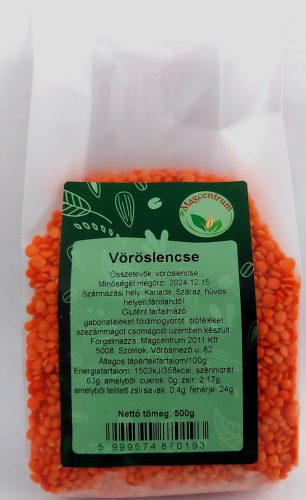 Magcentrum
Vöröslencse
Összetevők: vöröslencse
Minőségét megőrzi: 2024.12.15
Származási hely: Kanada. Száraz, hűvös
helyen tárolandó!
Glutént tartalmazó
gabonaféleket,földimogyorót, dióféléket,
szezámmagot csomagoló üzemben készült.
Forgalmazza: Magcentrum 2011 Kft
5008. Szolnok, Vörösmező u. 82.
Átlagos tápértéktartalom/100g
Energiatartalom: 1503kJ/358kcal, szénhidrát:
63g, amelyből cukrok: 0g, zsír: 2,17g,
amelyből telített zsírsavak: 0,4g, fehérje: 24g
Nettó tömeg: 500g
5 999574 870193